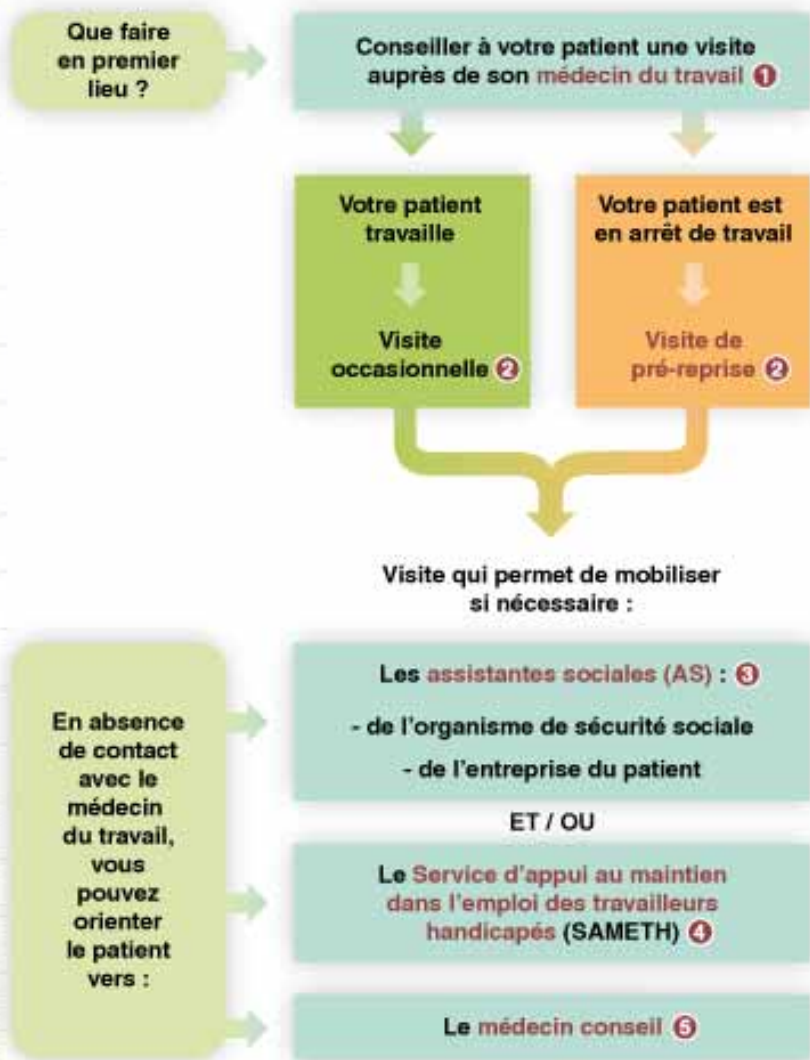 Que faire
en premier
lieu ?
Conseiller à votre patient une visite
auprès de son médecin du travail ❶
Votre patient
travaille
Visite
occasionnelle ❷
Votre patient est
en arrêt de travail
Visite de
pré-reprise ❷
Visite qui permet de mobiliser
si nécessaire :
En absence
de contact
avec le
médecin
du travail,
vous
pouvez
orienter
le patient
vers :
Les assistantes sociales (AS) : ❸
- de l'organisme de sécurité sociale
- de l'entreprise du patient
ET / OU
Le Service d'appui au maintien
dans l'emploi des travailleurs
handicapés (SAMETH) ❹
Le médecin conseil ❺